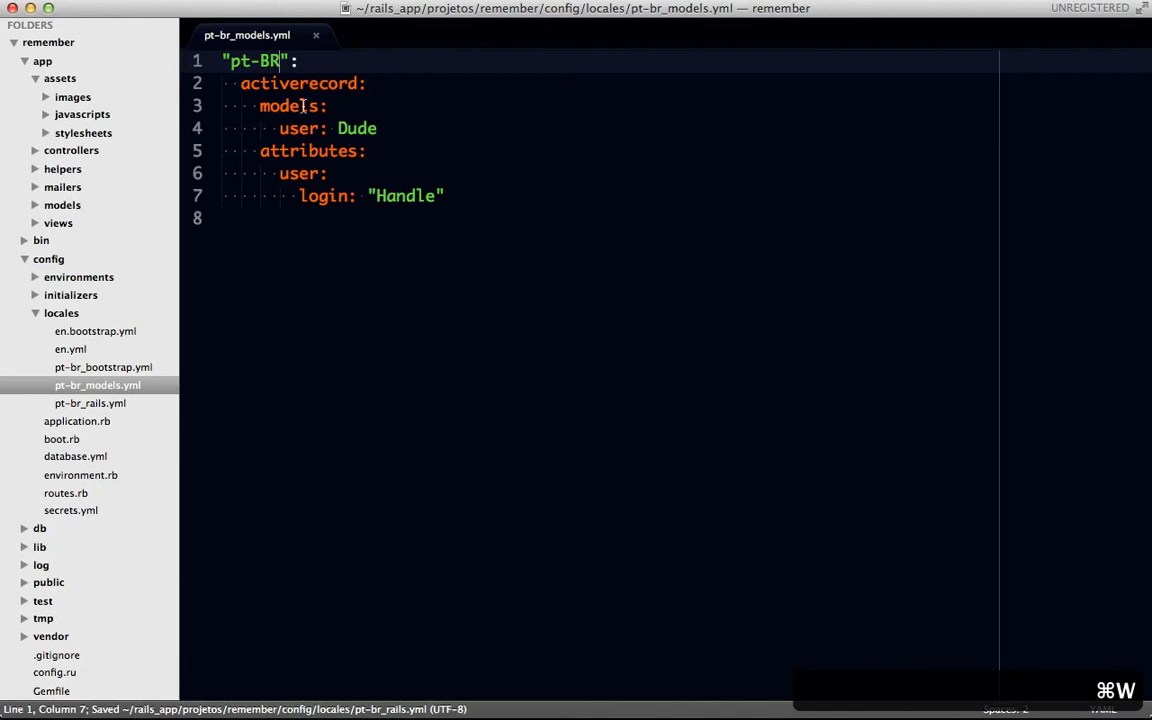 ~/rails_app/projetos/remember/config/locales/pt-br_models.yml — remember
UNREGISTERED
FOLDERS
remember
app
assets
images
javascripts
stylesheets
controllers
helpers
mailers
models
views
bin
config
environments
initializers
locales
en.bootstrap.yml
en.yml
pt-br_bootstrap.yml
pt-br_models.yml
pt-br_rails.yml
application.rb
boot.rb
database.yml
environment.rb
routes.rb
secrets.yml
db
lib
log
public
test
tmp
vendor
.gitignore
config.ru
Gemfile
pt-br_models.yml ×
1 "pt-BR":
2 activerecord:
3 models:
4 user: Dude
5 attributes:
6 user:
7 login: "Handle"
8
⌘W
Line 1, Column 7; Saved ~/rails_app/projetos/remember/config/locales/pt-br_rails.yml (UTF-8)
Spaces: 2
YAML